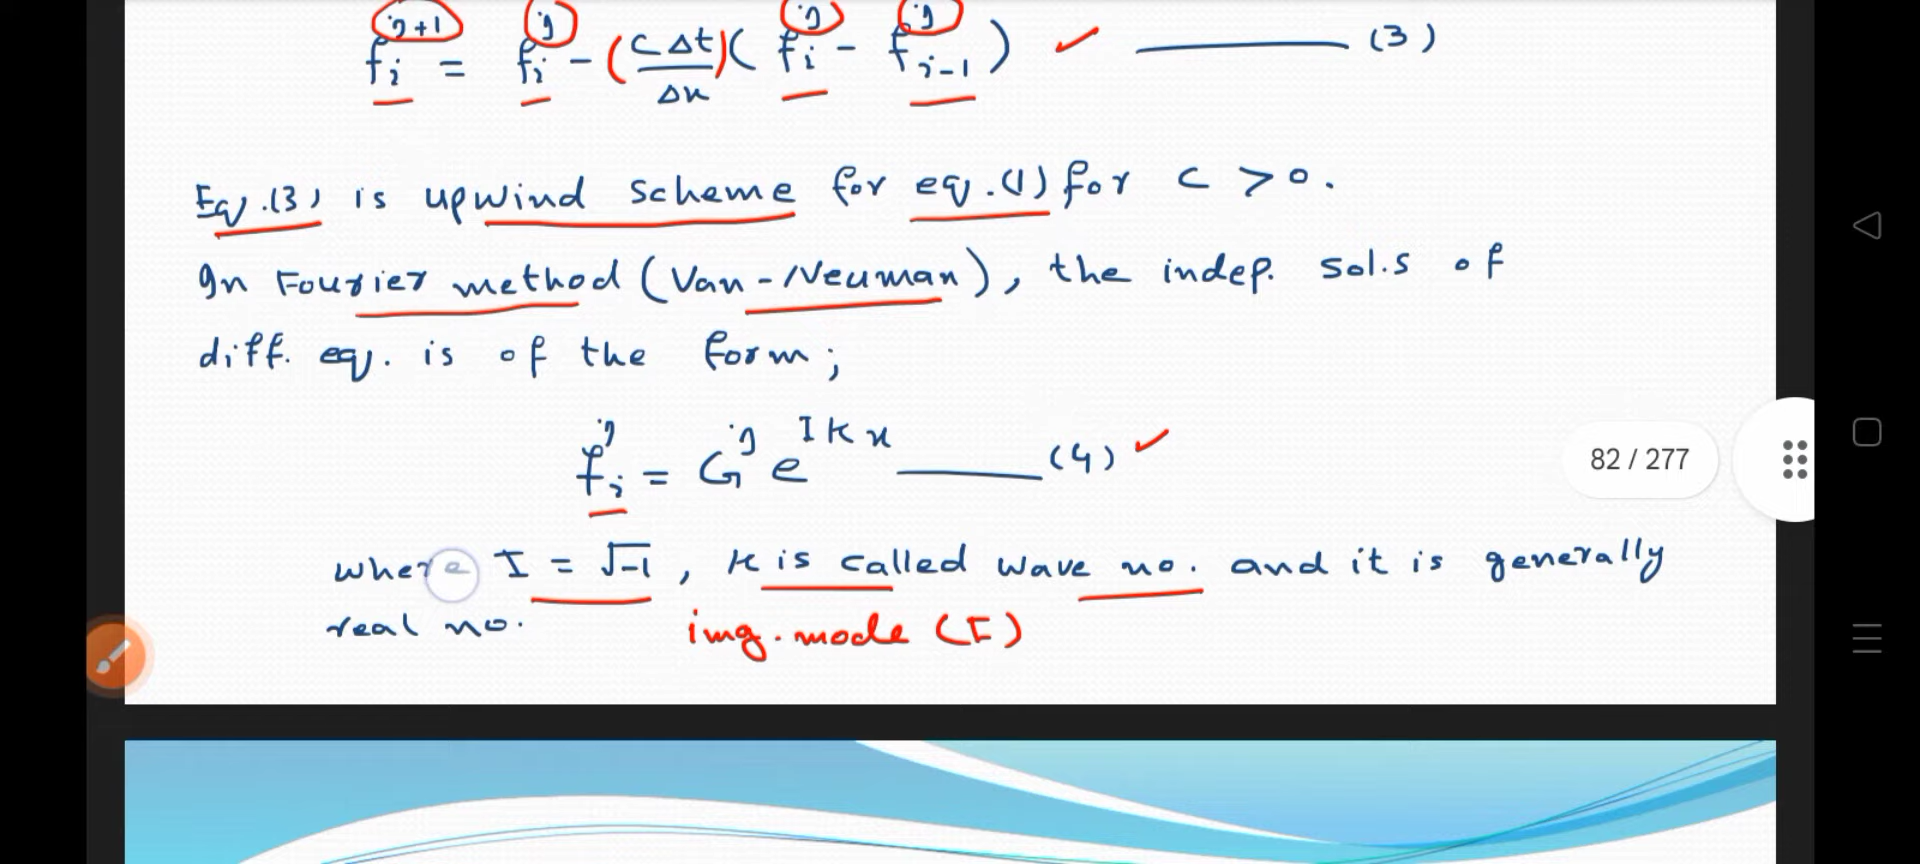 f_i^{j+1} = f_i^j - (cΔt/Δx)(f_i^j - f_{i-1}^j) ✓ ——— (3)
Eq.(3) is upwind scheme for eq.(1) for c > 0.
In Fourier method (Van-Neuman), the indep. sol.s of
diff. eq. is of the form;
f_i^j = G^j e^{IKx} ——— (4) ✓
82 / 277
where I = √-1, K is called wave no. and it is generally
real no. img. mode (I)